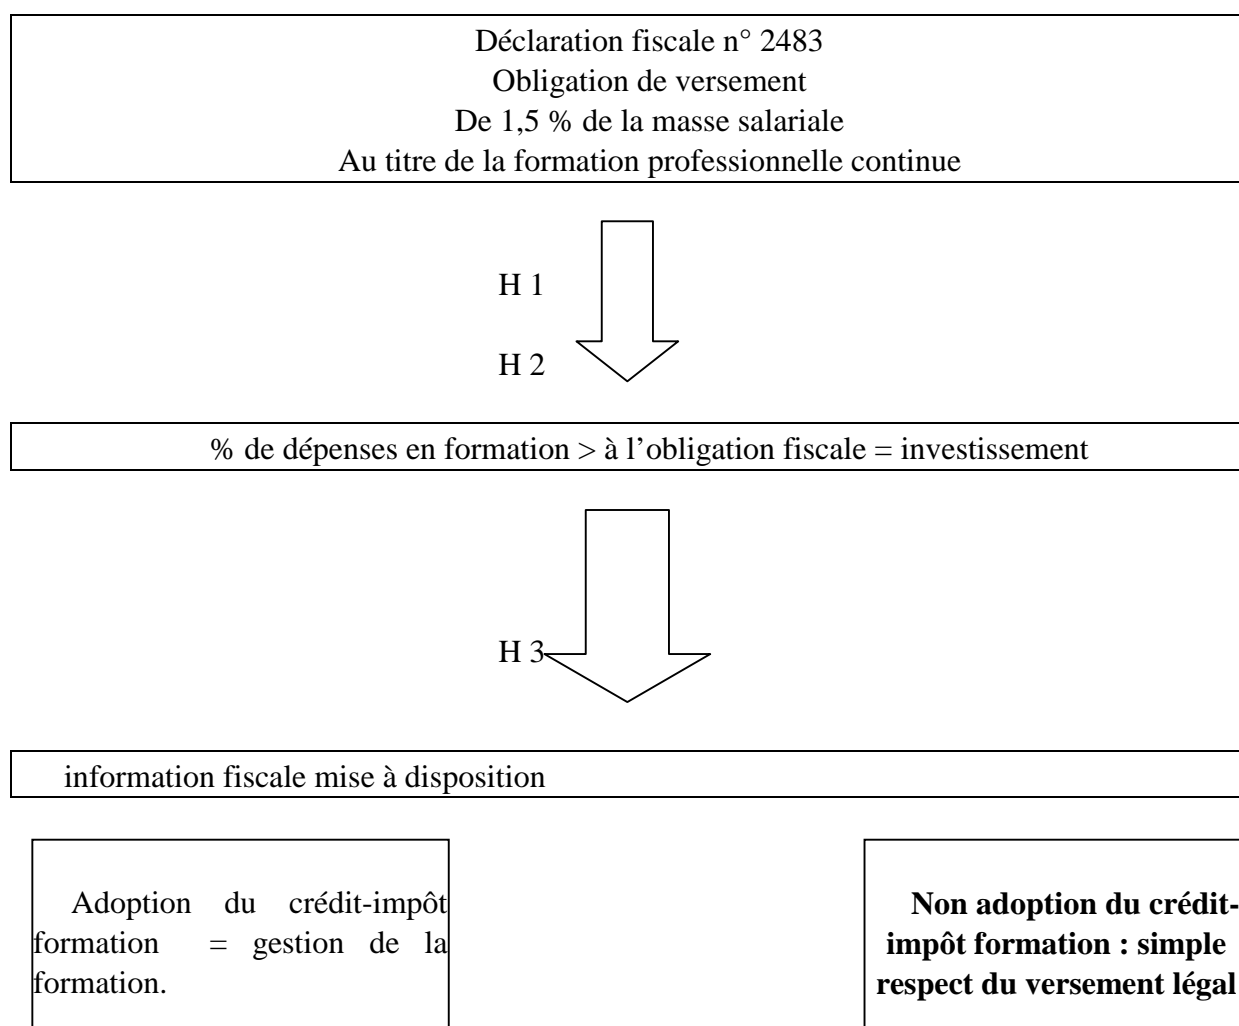 Déclaration fiscale n° 2483
Obligation de versement
De 1,5 % de la masse salariale
Au titre de la formation professionnelle continue
H 1
H 2
% de dépenses en formation > à l’obligation fiscale = investissement
H 3
information fiscale mise à disposition
Adoption du crédit-impôt
formation = gestion de la
formation.
Non adoption du crédit-
impôt formation : simple
respect du versement légal